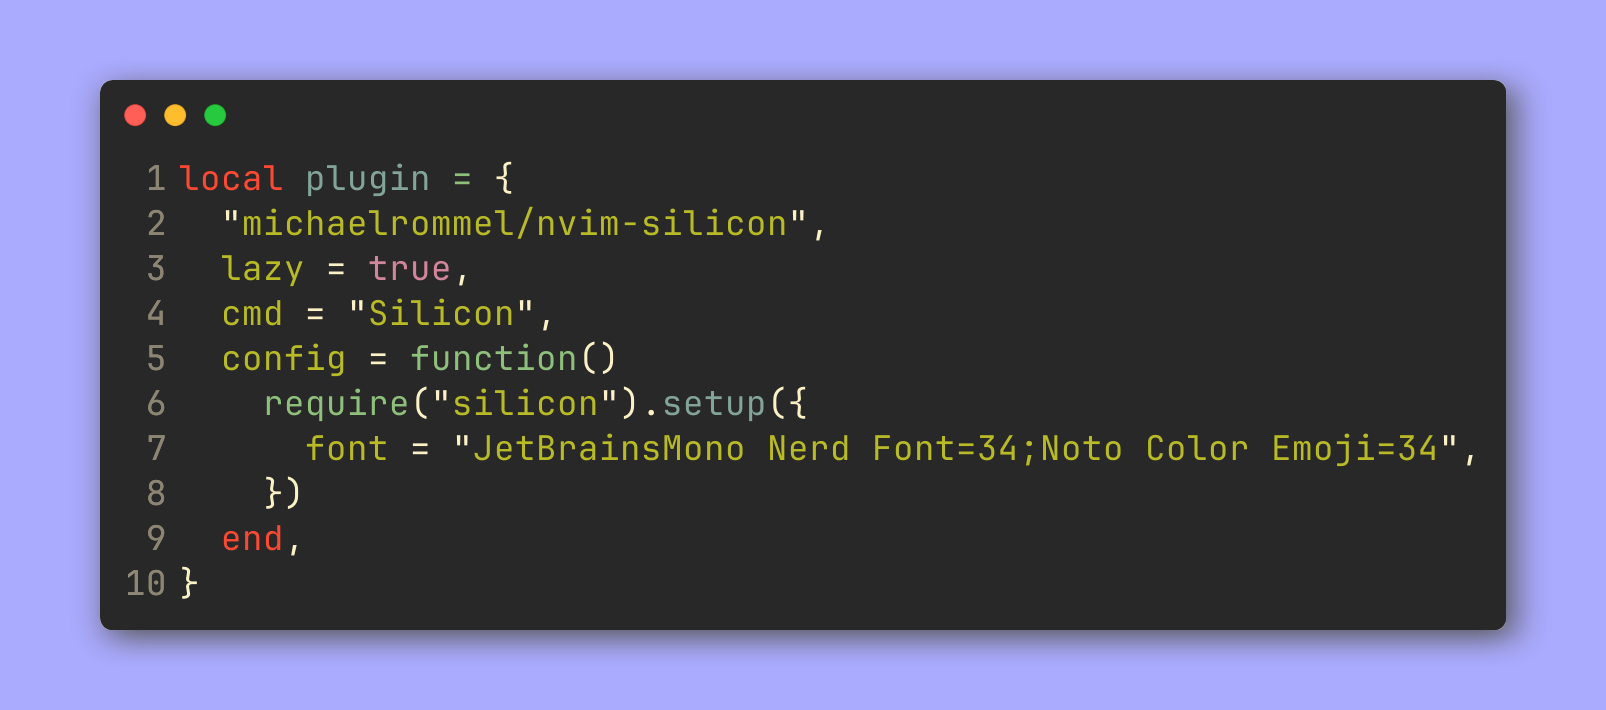 1 local plugin = {
2   "michaelrommel/nvim-silicon",
3   lazy = true,
4   cmd = "Silicon",
5   config = function()
6     require("silicon").setup({
7       font = "JetBrainsMono Nerd Font=34;Noto Color Emoji=34",
8     })
9   end,
10 }